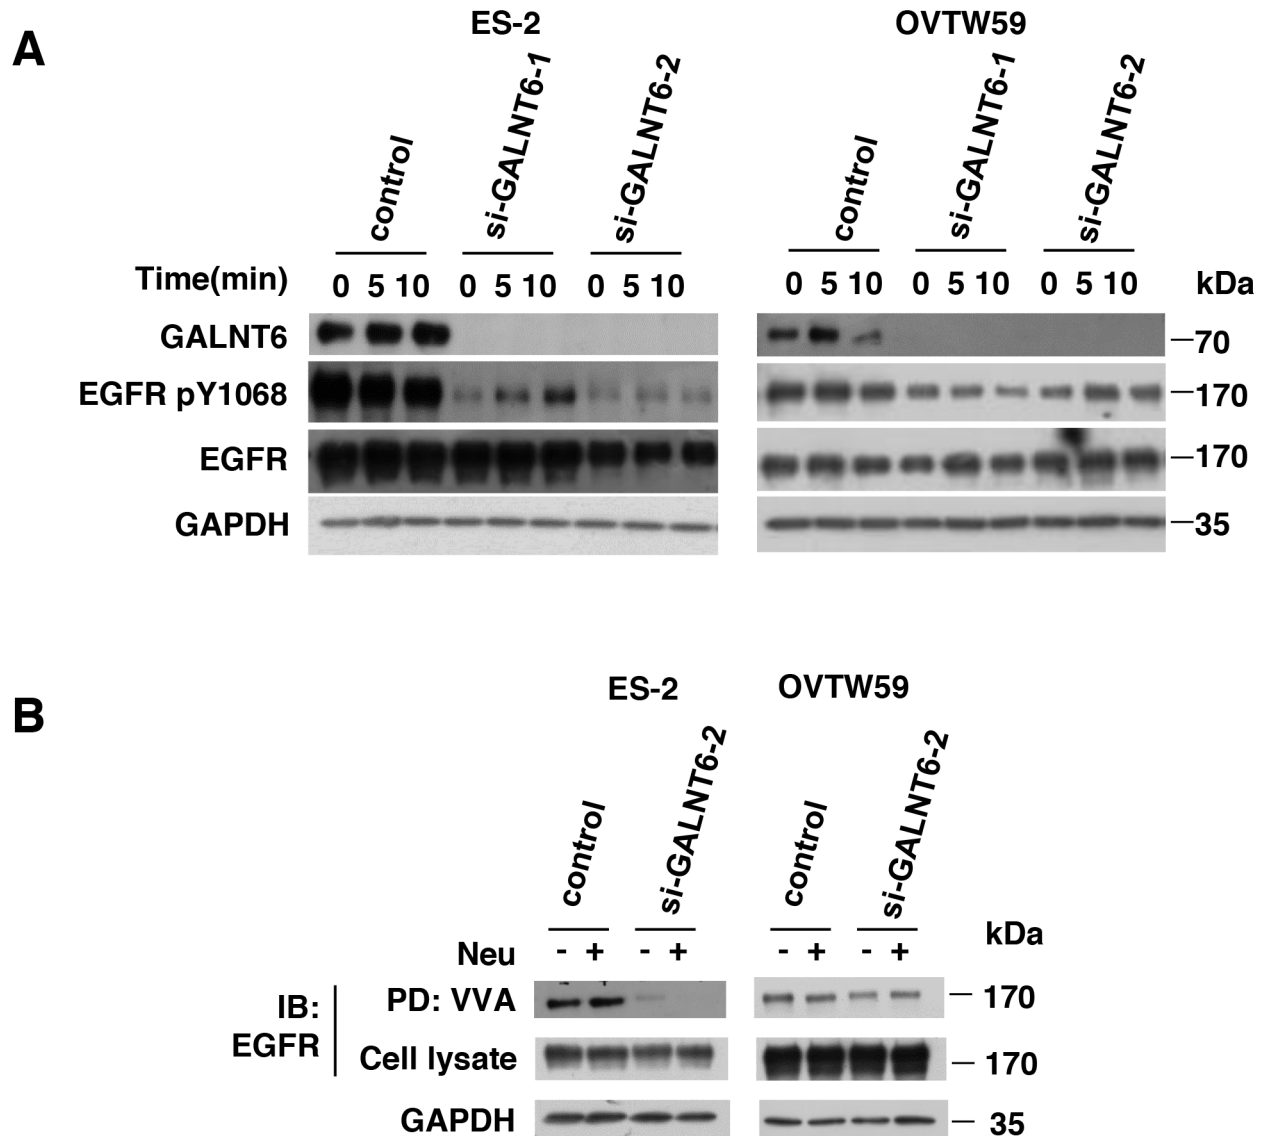 A
ES-2 OVTW59
control si-GALNT6-1 si-GALNT6-2 control si-GALNT6-1 si-GALNT6-2
Time(min) 0 5 10 0 5 10 0 5 10 0 5 10 0 5 10 0 5 10 kDa
GALNT6 70
EGFR pY1068 170
EGFR 170
GAPDH 35
B
ES-2 OVTW59
control si-GALNT6-2 control si-GALNT6-2
kDa
Neu - + - + - + - +
IB: EGFR
PD: VVA 170
Cell lysate 170
GAPDH 35